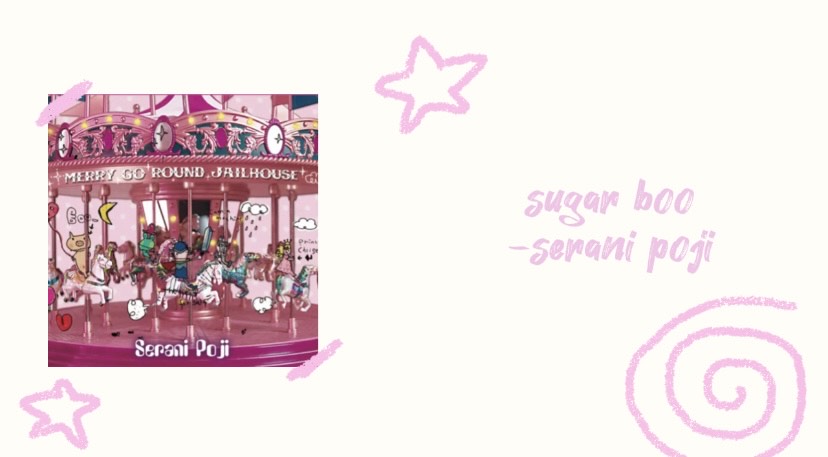 MERRY GO ROUND JAILHOUSE
Boo
Serani Poji
sugar boo
-serani poji